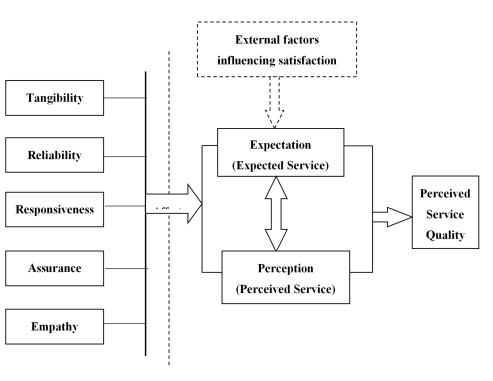 External factors
influencing satisfaction
Tangibility
Reliability
Responsiveness
Assurance
Empathy
Expectation
(Expected Service)
Perception
(Perceived Service)
Perceived
Service
Quality